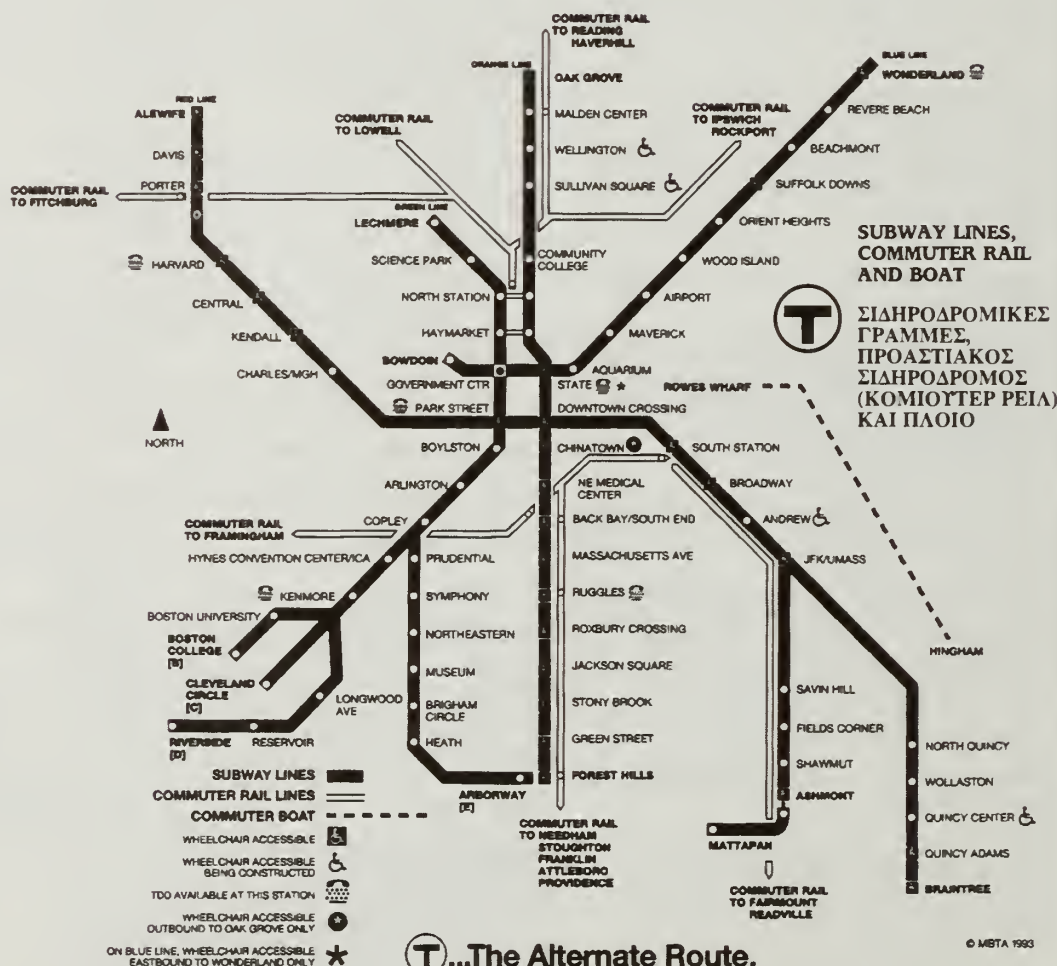 COMMUTER RAIL
TO READING
HAVERHILL
ORANGE LINE
OAK GROVE
MALDEN CENTER
WELLINGTON
SULLIVAN SQUARE
COMMUNITY
COLLEGE
BLUE LINE
WONDERLAND
REVERE BEACH
BEACHMONT
SUFFOLK DOWNS
ORIENT HEIGHTS
WOOD ISLAND
AIRPORT
MAVERICK
AQUARIUM
STATE
COMMUTER RAIL
TO IPSWICH
ROCKPORT
COMMUTER RAIL
TO LOWELL
RED LINE
ALEWIFE
DAVIS
PORTER
COMMUTER RAIL
TO FITCHBURG
HARVARD
CENTRAL
KENDALL
CHARLES/MGH
GREEN LINE
LECHMERE
SCIENCE PARK
NORTH STATION
HAYMARKET
BOWDOIN
GOVERNMENT CTR
PARK STREET
DOWNTOWN CROSSING
NORTH
SUBWAY LINES,
COMMUTER RAIL
AND BOAT
T
ΣΙΔΗΡΟΔΡΟΜΙΚΕΣ
ΓΡΑΜΜΕΣ,
ΠΡΟΑΣΤΙΑΚΟΣ
ΣΙΔΗΡΟΔΡΟΜΟΣ
(ΚΟΜΙΟΥΤΕΡ ΡΕΙΛ)
ΚΑΙ ΠΛΟΙΟ
ROWES WHARF
HINGHAM
BOYLSTON
ARLINGTON
COPLEY
COMMUTER RAIL
TO FRAMINGHAM
HYNES CONVENTION CENTER/ICA
KENMORE
BOSTON UNIVERSITY
BOSTON
COLLEGE
[B]
CLEVELAND
CIRCLE
[C]
RIVERSIDE
[D]
RESERVOIR
LONGWOOD
AVE
PRUDENTIAL
SYMPHONY
NORTHEASTERN
MUSEUM
BRIGHAM
CIRCLE
HEATH
ARBORWAY
[E]
CHINATOWN
NE MEDICAL
CENTER
BACK BAY/SOUTH END
MASSACHUSETTS AVE
RUGGLES
ROXBURY CROSSING
JACKSON SQUARE
STONY BROOK
GREEN STREET
FOREST HILLS
COMMUTER RAIL
TO NEEDHAM
STOUGHTON
FRANKLIN
ATTLEBORO
PROVIDENCE
SOUTH STATION
BROADWAY
ANDREW
JFK/UMASS
SAVIN HILL
FIELDS CORNER
SHAWMUT
ASHMONT
MATTAPAN
COMMUTER RAIL
TO FAIRMOUNT
READVILLE
NORTH QUINCY
WOLLASTON
QUINCY CENTER
QUINCY ADAMS
BRAINTREE
SUBWAY LINES
COMMUTER RAIL LINES
COMMUTER BOAT
WHEELCHAIR ACCESSIBLE
WHEELCHAIR ACCESSIBLE
BEING CONSTRUCTED
TDD AVAILABLE AT THIS STATION
WHEELCHAIR ACCESSIBLE
OUTBOUND TO OAK GROVE ONLY
ON BLUE LINE, WHEELCHAIR ACCESSIBLE
EASTBOUND TO WONDERLAND ONLY
T...The Alternate Route.
© MBTA 1993